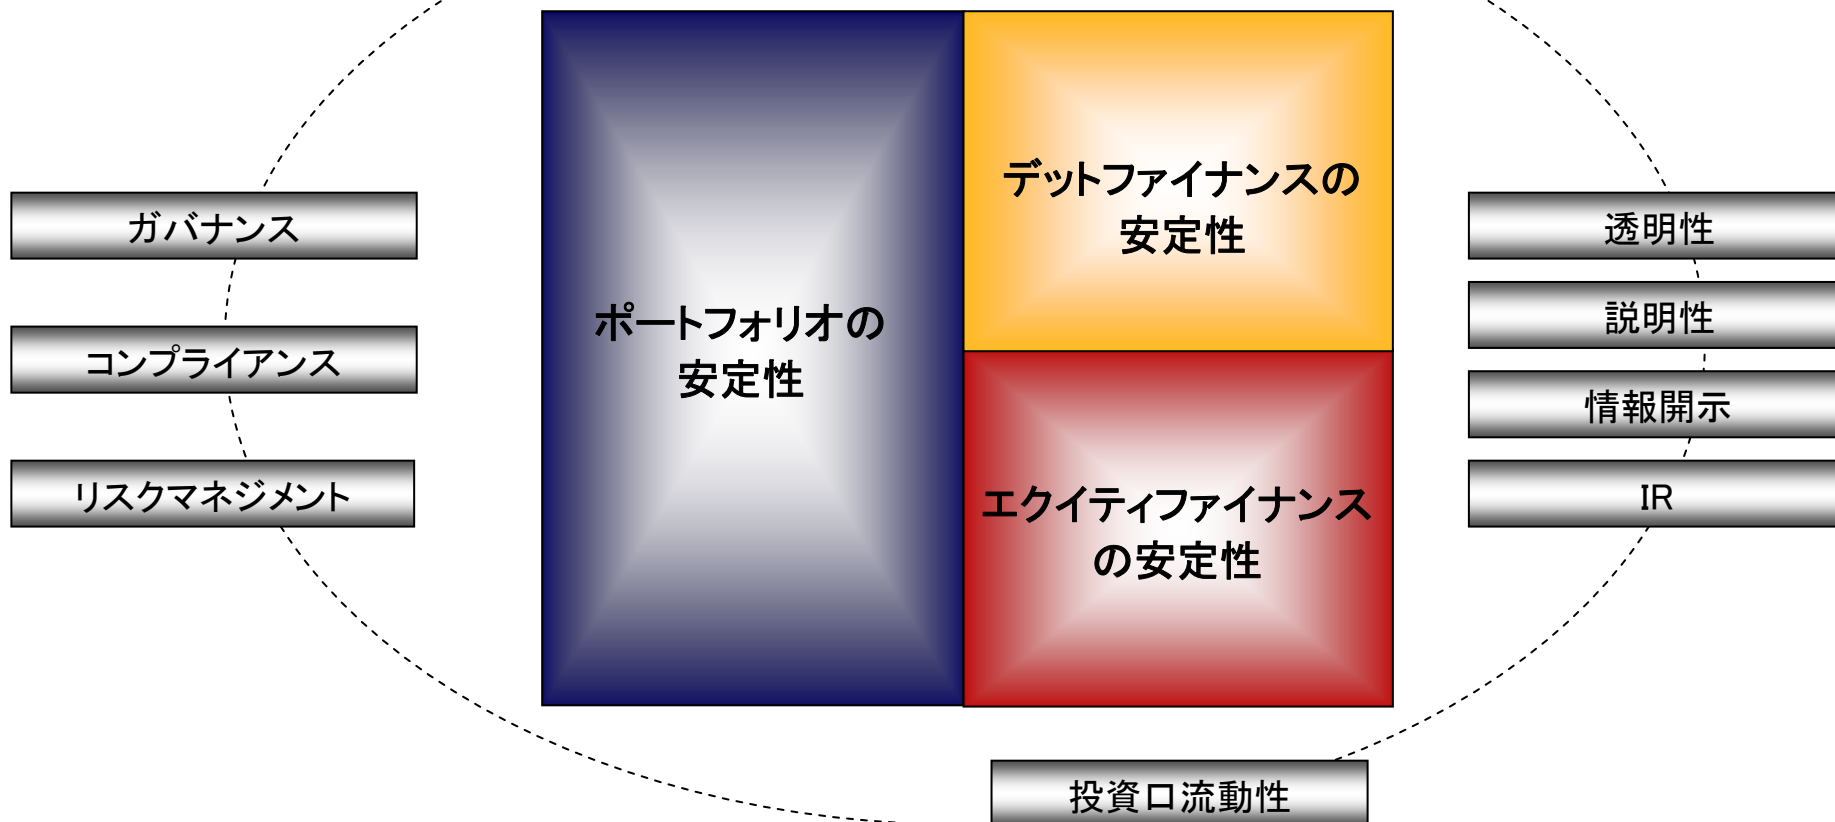 ガバナンス
コンプライアンス
リスクマネジメント
ポートフォリオの
安定性
デットファイナンスの
安定性
エクイティファイナンス
の安定性
透明性
説明性
情報開示
IR
投資口流動性